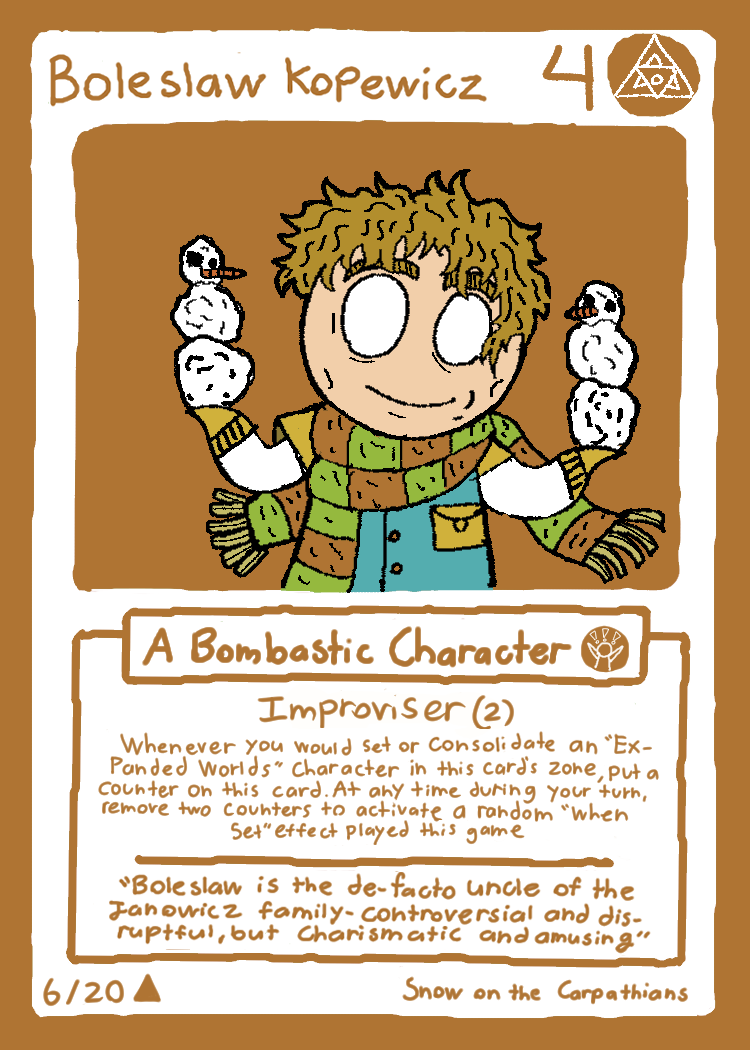 Boleslaw Kopewicz 4
A Bombastic Character
Improviser (2)
Whenever you would set or consolidate an "Ex-
panded Worlds" character in this card's zone, put a
counter on this card. At any time during your turn,
remove two counters to activate a random "when
set" effect played this game
"Boleslaw is the de-facto uncle of the
Janowicz family-controversial and dis-
ruptful, but charismatic and amusing"
6/20
Snow on the Carpathians